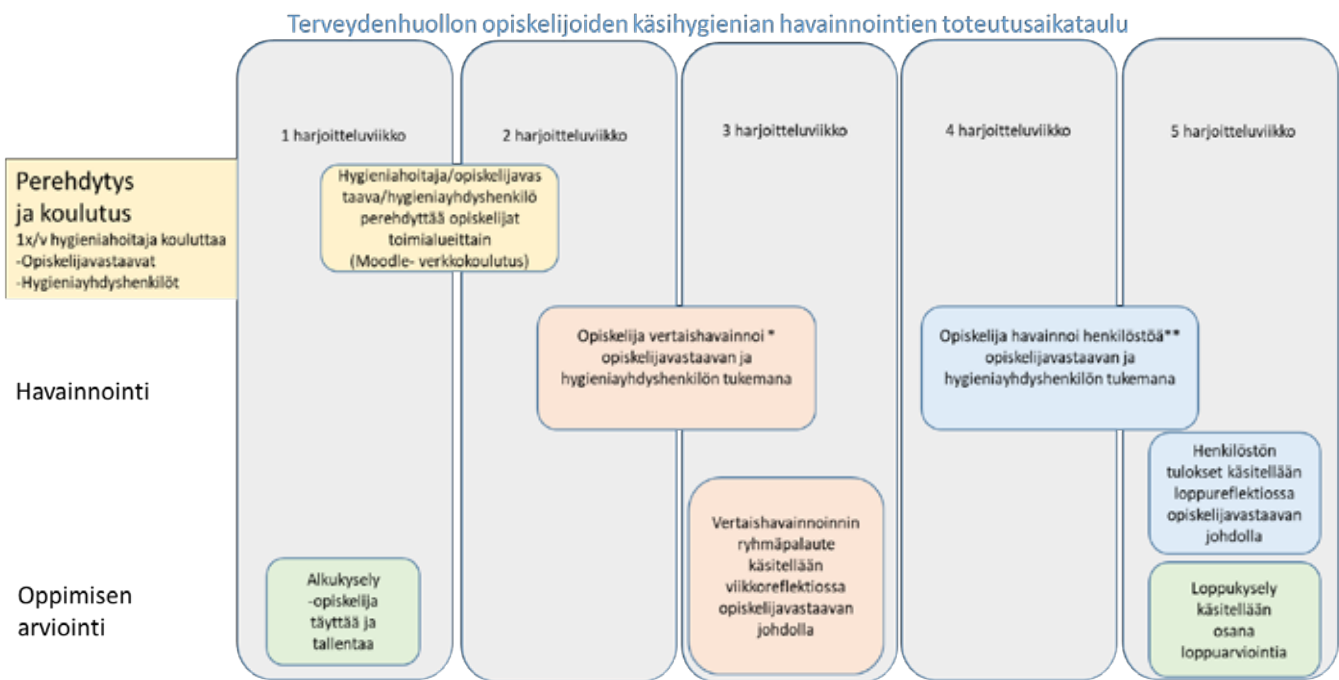 Terveydenhuollon opiskelijoiden käsihygienian havainnointien toteutusaikataulu
1 harjoitteluviikko
2 harjoitteluviikko
3 harjoitteluviikko
4 harjoitteluviikko
5 harjoitteluviikko
Perehdytys
ja koulutus
1x/v hygieniahoitaja kouluttaa
-Opiskelijavastaavat
-Hygieniayhdyshenkilöt
Hygieniahoitaja/opiskelijavas
taava/hygieniayhdyshenkilö
perehdyttää opiskelijat
toimialueittain
(Moodle- verkkokoulutus)
Havainnointi
Opiskelija vertaishavainnoi *
opiskelijavastaavan ja
hygieniayhdyshenkilön tukemana
Opiskelija havainnoi henkilöstöä**
opiskelijavastaavan ja
hygieniayhdyshenkilön tukemana
Henkilöstön
tulokset käsitellään
loppureflektiossa
opiskelijavastaavan
johdolla
Oppimisen
arviointi
Alkukysely
-opiskelija
täyttää ja
tallentaa
Vertaishavainnoinnin
ryhmäpalaute
käsitellään
viikkoreflektiossa
opiskelijavastaavan
johdolla
Loppukysely
käsitellään
osana
loppuarviointia